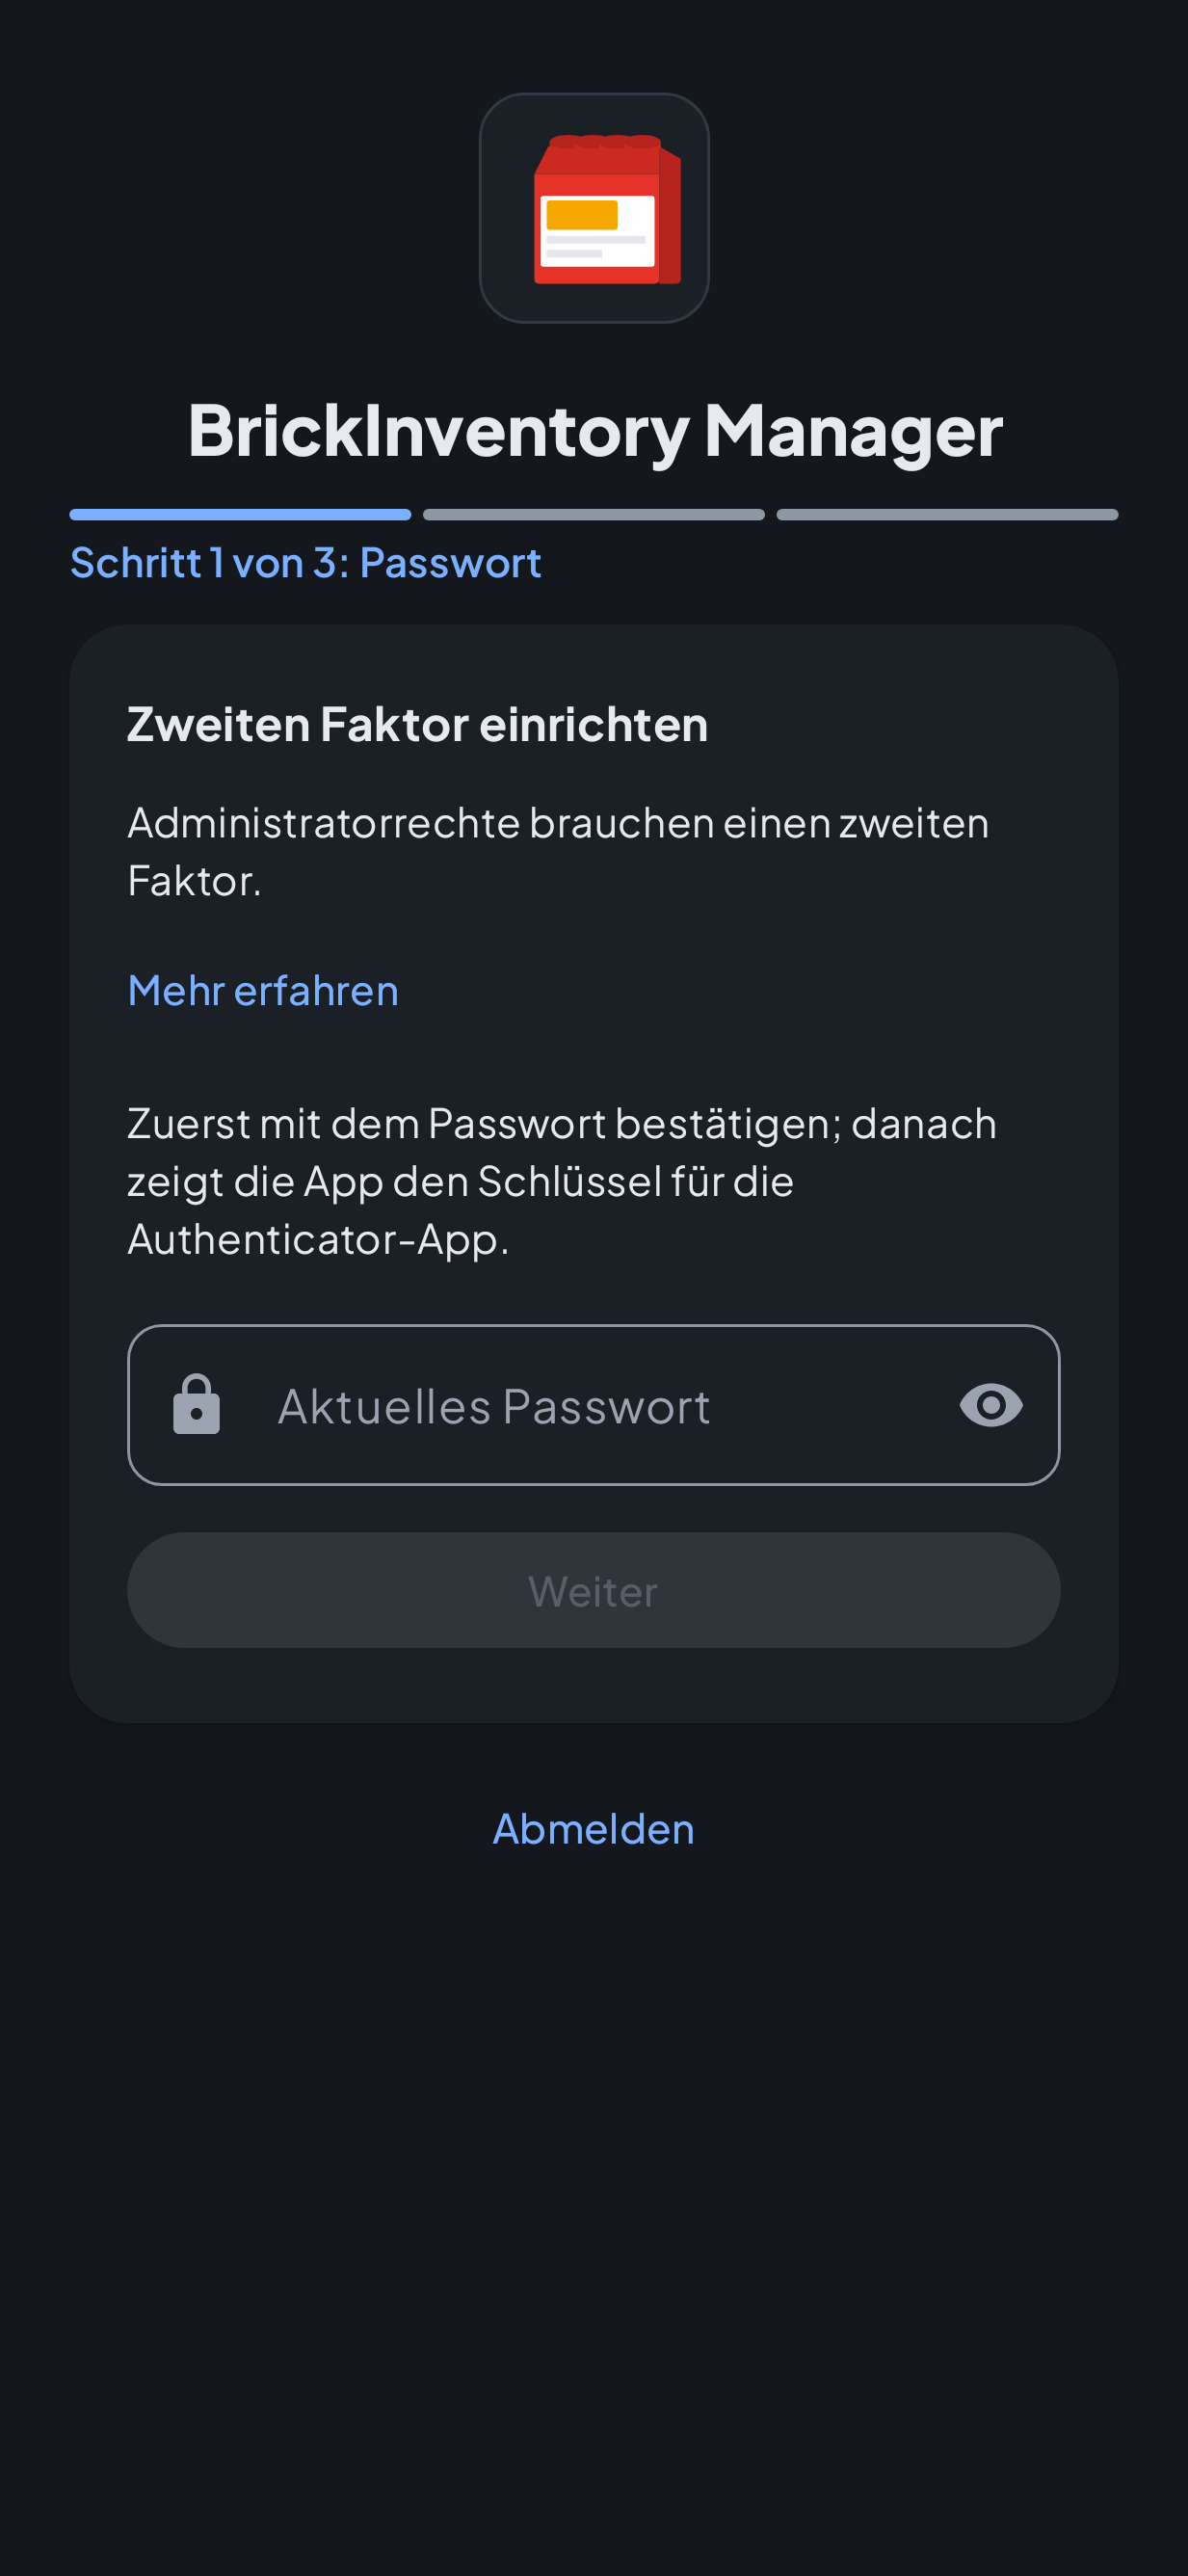 BrickInventory Manager
Schritt 1 von 3: Passwort
Zweiten Faktor einrichten
Administratorrechte brauchen einen zweiten
Faktor.
Mehr erfahren
Zuerst mit dem Passwort bestätigen; danach
zeigt die App den Schlüssel für die
Authenticator-App.
Aktuelles Passwort
Weiter
Abmelden